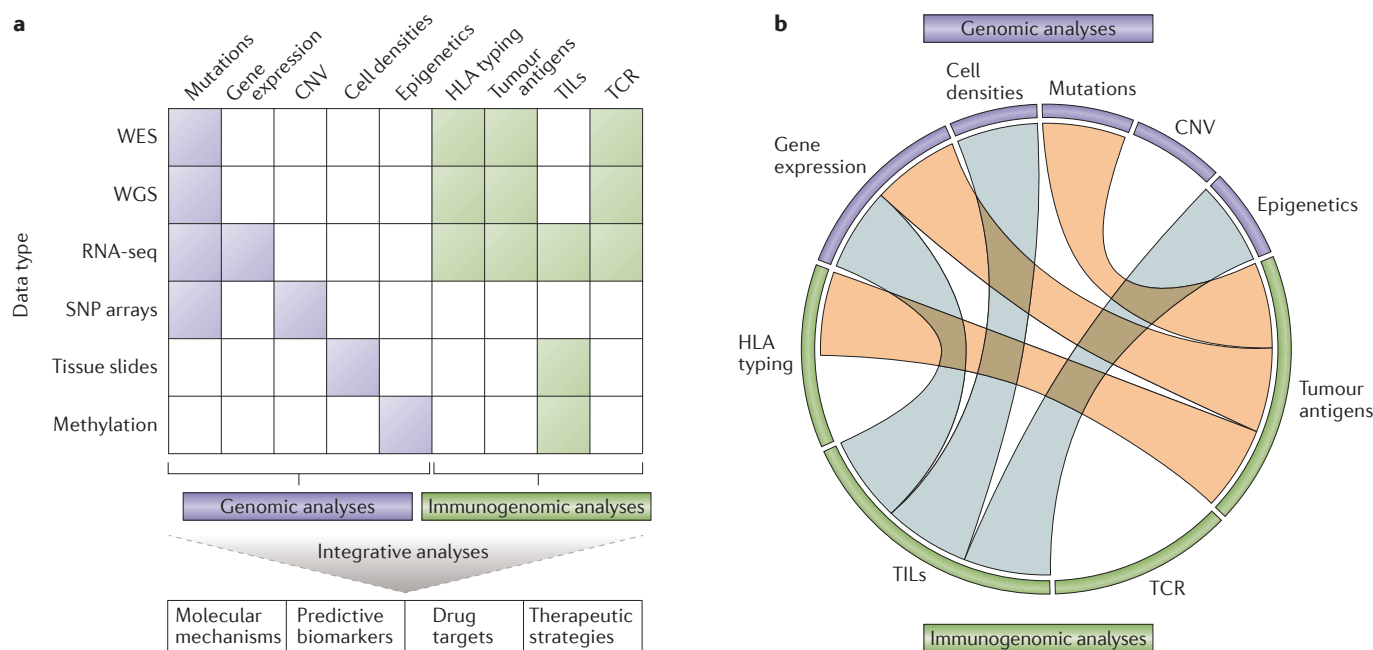 a
Mutations
Gene
expression
CNV
Cell densities
Epigenetics
HLA typing
Tumour
antigens
TILs
TCR
Data type
WES
WGS
RNA-seq
SNP arrays
Tissue slides
Methylation
Genomic analyses
Immunogenomic analyses
Integrative analyses
Molecular
mechanisms
Predictive
biomarkers
Drug
targets
Therapeutic
strategies
b
Genomic analyses
Cell
densities
Mutations
CNV
Gene
expression
Epigenetics
HLA
typing
Tumour
antigens
TILs
TCR
Immunogenomic analyses